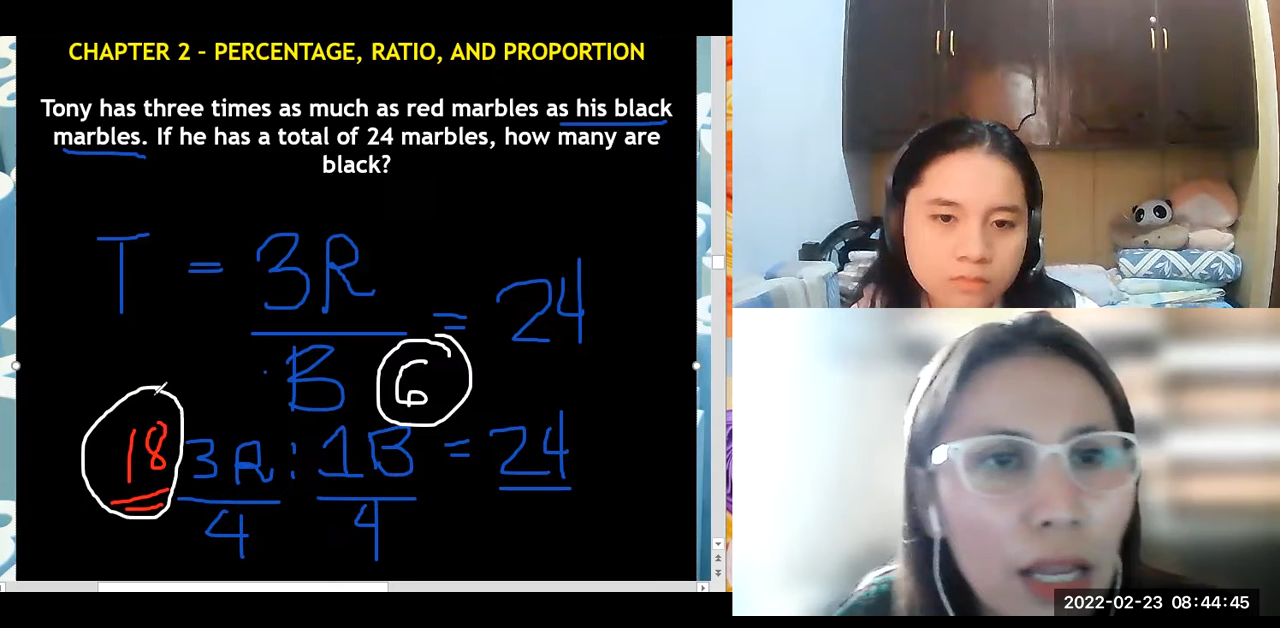 CHAPTER 2 – PERCENTAGE, RATIO, AND PROPORTION
Tony has three times as much as red marbles as his black
marbles. If he has a total of 24 marbles, how many are
black?
T = 3R = 24
B 6
18 3R : 1B = 24
4 4
2022-02-23 08:44:45